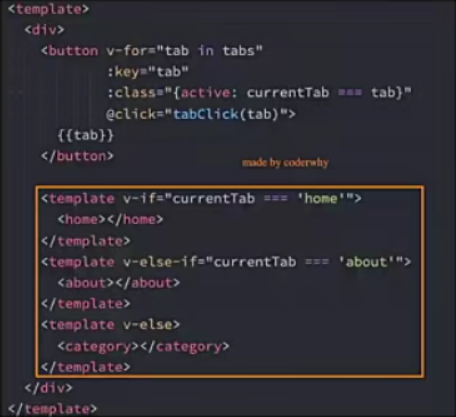 <template>
  <div>
    <button v-for="tab in tabs"
            :key="tab"
            :class="{active: currentTab === tab}"
            @click="tabClick(tab)">
      {{tab}}
    </button>
made by coderwhy
    <template v-if="currentTab === 'home'">
      <home></home>
    </template>
    <template v-else-if="currentTab === 'about'">
      <about></about>
    </template>
    <template v-else>
      <category></category>
    </template>
  </div>
</template>